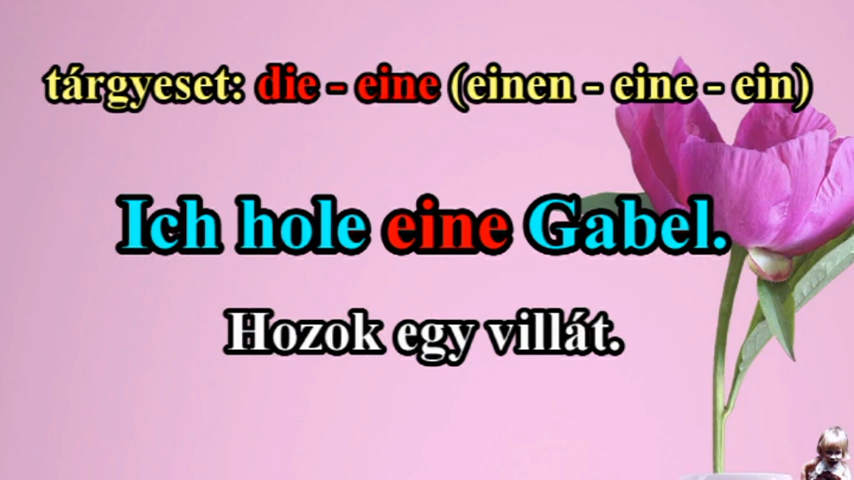 tárgyeset: die - eine (einen - eine - ein)
Ich hole eine Gabel.
Hozok egy villát.